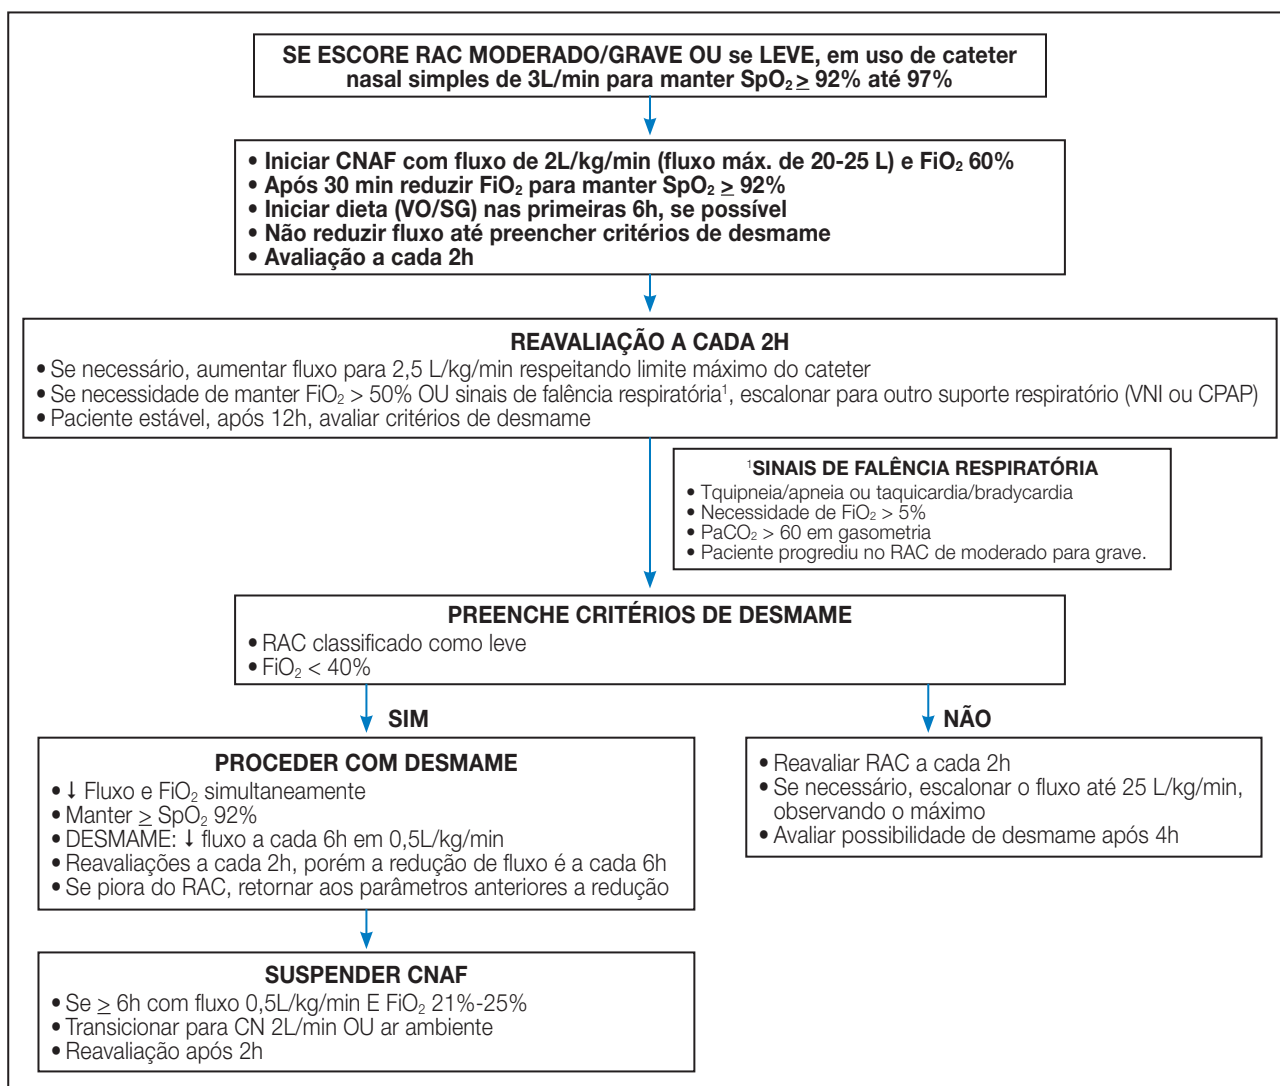 SE ESCORE RAC MODERADO/GRAVE OU se LEVE, em uso de cateter
nasal simples de 3L/min para manter SpO₂ ≥ 92% até 97%
• Iniciar CNAF com fluxo de 2L/kg/min (fluxo máx. de 20-25 L) e FiO₂ 60%
• Após 30 min reduzir FiO₂ para manter SpO₂ ≥ 92%
• Iniciar dieta (VO/SG) nas primeiras 6h, se possível
• Não reduzir fluxo até preencher critérios de desmame
• Avaliação a cada 2h
REAVALIAÇÃO A CADA 2H
• Se necessário, aumentar fluxo para 2,5 L/kg/min respeitando limite máximo do cateter
• Se necessidade de manter FiO₂ > 50% OU sinais de falência respiratória¹, escalonar para outro suporte respiratório (VNI ou CPAP)
• Paciente estável, após 12h, avaliar critérios de desmame
¹SINAIS DE FALÊNCIA RESPIRATÓRIA
• Tquipneia/apneia ou taquicardia/bradycardia
• Necessidade de FiO₂ > 5%
• PaCO₂ > 60 em gasometria
• Paciente progrediu no RAC de moderado para grave.
PREENCHE CRITÉRIOS DE DESMAME
• RAC classificado como leve
• FiO₂ < 40%
SIM
NÃO
PROCEDER COM DESMAME
• ↓ Fluxo e FiO₂ simultaneamente
• Manter ≥ SpO₂ 92%
• DESMAME: ↓ fluxo a cada 6h em 0,5L/kg/min
• Reavaliações a cada 2h, porém a redução de fluxo é a cada 6h
• Se piora do RAC, retornar aos parâmetros anteriores a redução
• Reavaliar RAC a cada 2h
• Se necessário, escalonar o fluxo até 25 L/kg/min,
observando o máximo
• Avaliar possibilidade de desmame após 4h
SUSPENDER CNAF
• Se ≥ 6h com fluxo 0,5L/kg/min E FiO₂ 21%-25%
• Transicionar para CN 2L/min OU ar ambiente
• Reavaliação após 2h